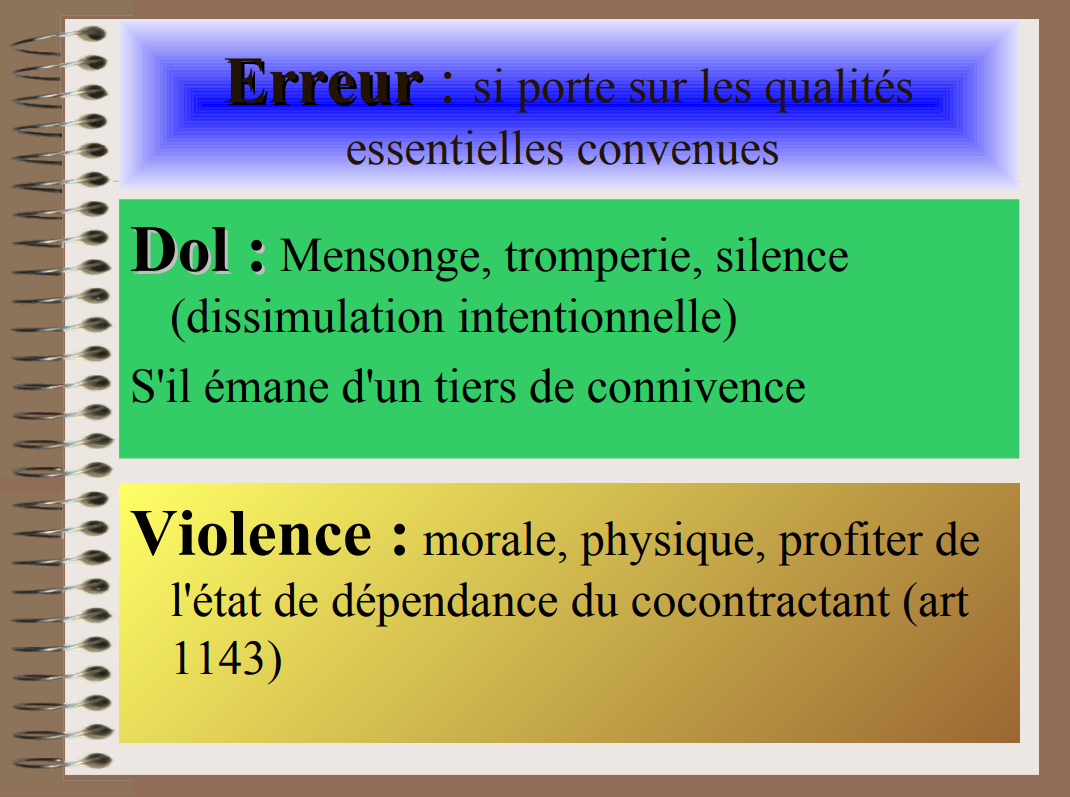 Erreur : si porte sur les qualités
essentielles convenues
Dol : Mensonge, tromperie, silence
(dissimulation intentionnelle)
S'il émane d'un tiers de connivence
Violence : morale, physique, profiter de
l'état de dépendance du cocontractant (art
1143)